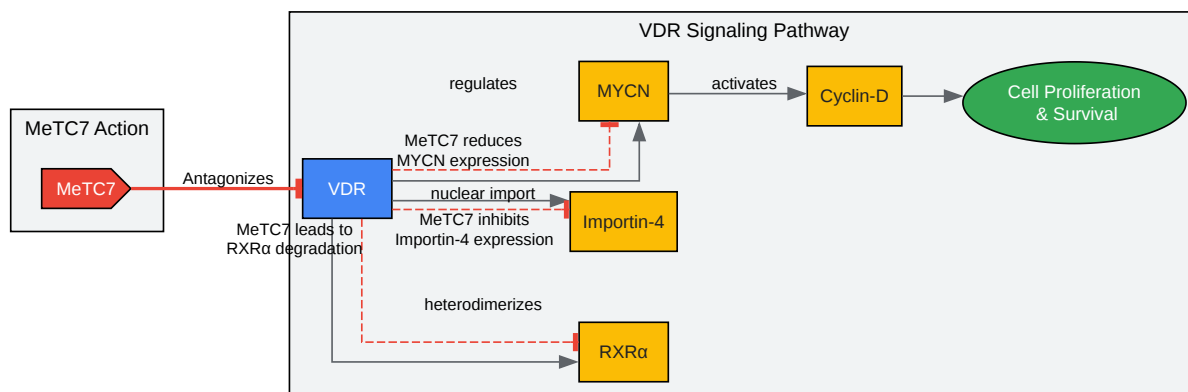 VDR Signaling Pathway
regulates
MYCN
activates
Cyclin-D
Cell Proliferation
& Survival
MeTC7 Action
MeTC7 reduces
MYCN expression
MeTC7
Antagonizes
VDR
nuclear import
Importin-4
MeTC7 inhibits
Importin-4 expression
MeTC7 leads to
RXRα degradation
heterodimerizes
RXRα